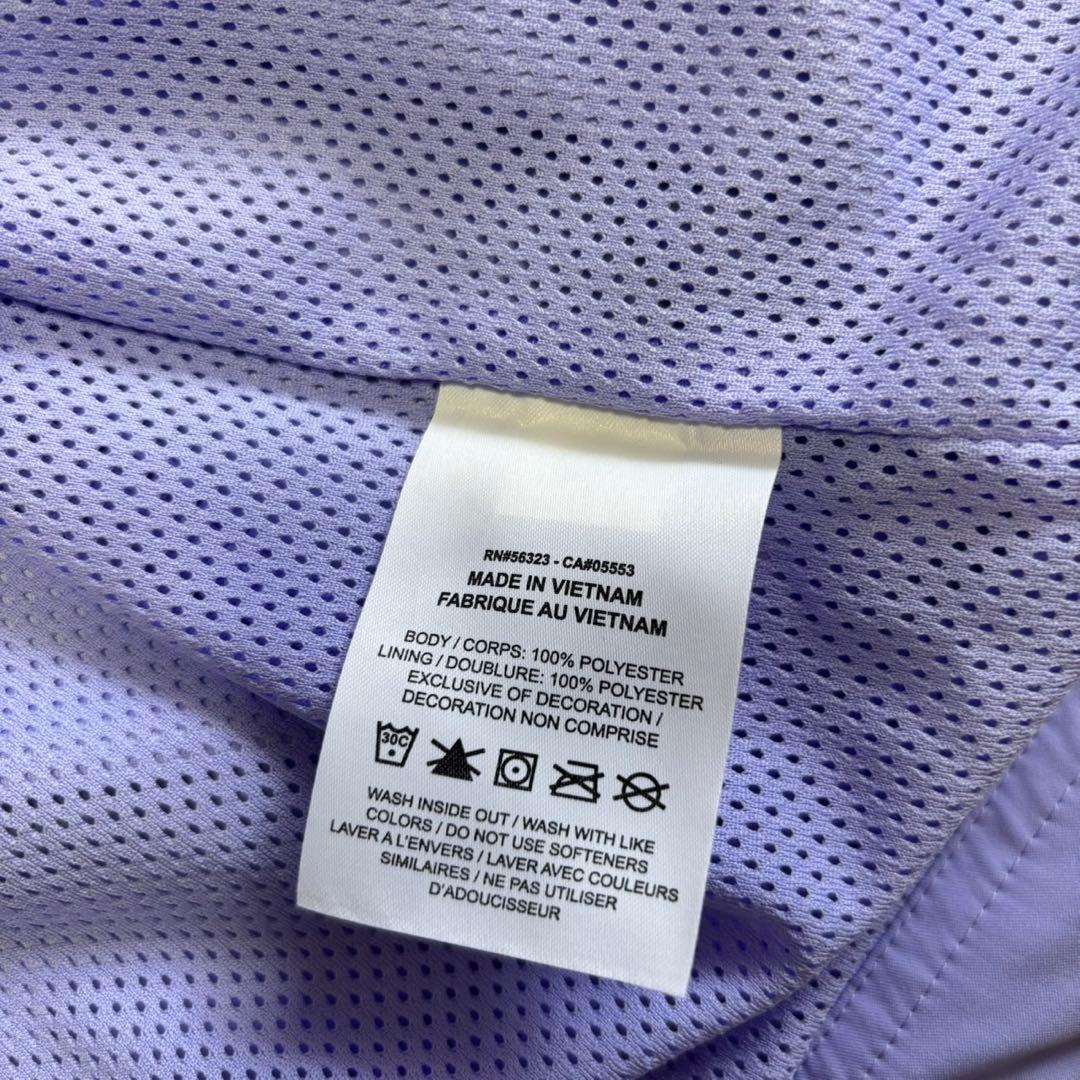 RN#56323 - CA#05553
MADE IN VIETNAM
FABRIQUE AU VIETNAM
BODY / CORPS: 100% POLYESTER
LINING / DOUBLURE: 100% POLYESTER
EXCLUSIVE OF DECORATION /
DECORATION NON COMPRISE
30C
WASH INSIDE OUT / WASH WITH LIKE
COLORS / DO NOT USE SOFTENERS
LAVER A L'ENVERS / LAVER AVEC COULEURS
SIMILAIRES / NE PAS UTILISER
D'ADOUCISSEUR